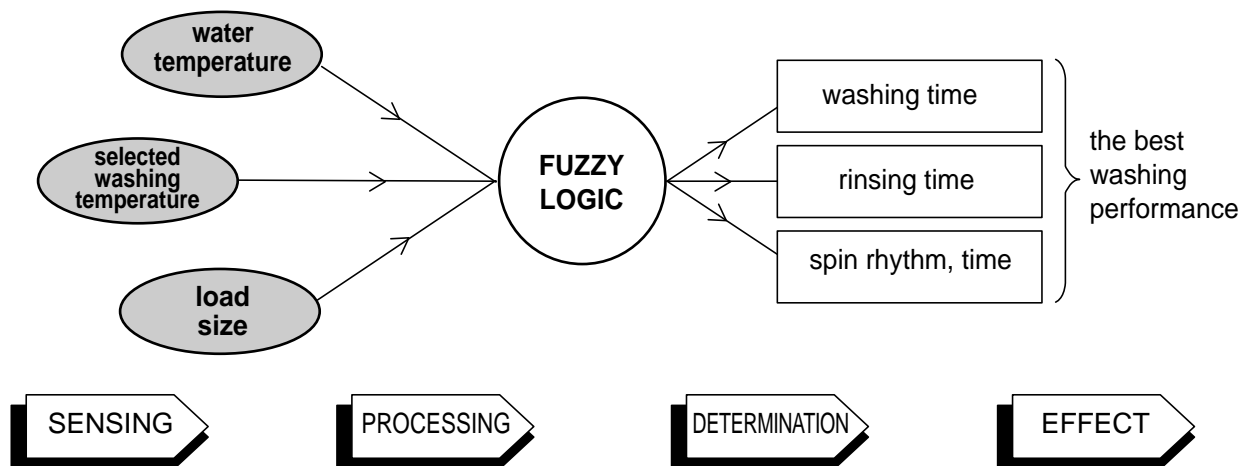 water
temperature
selected
washing
temperature
load
size
FUZZY
LOGIC
washing time
rinsing time
spin rhythm, time
the best
washing
performance
SENSING
PROCESSING
DETERMINATION
EFFECT